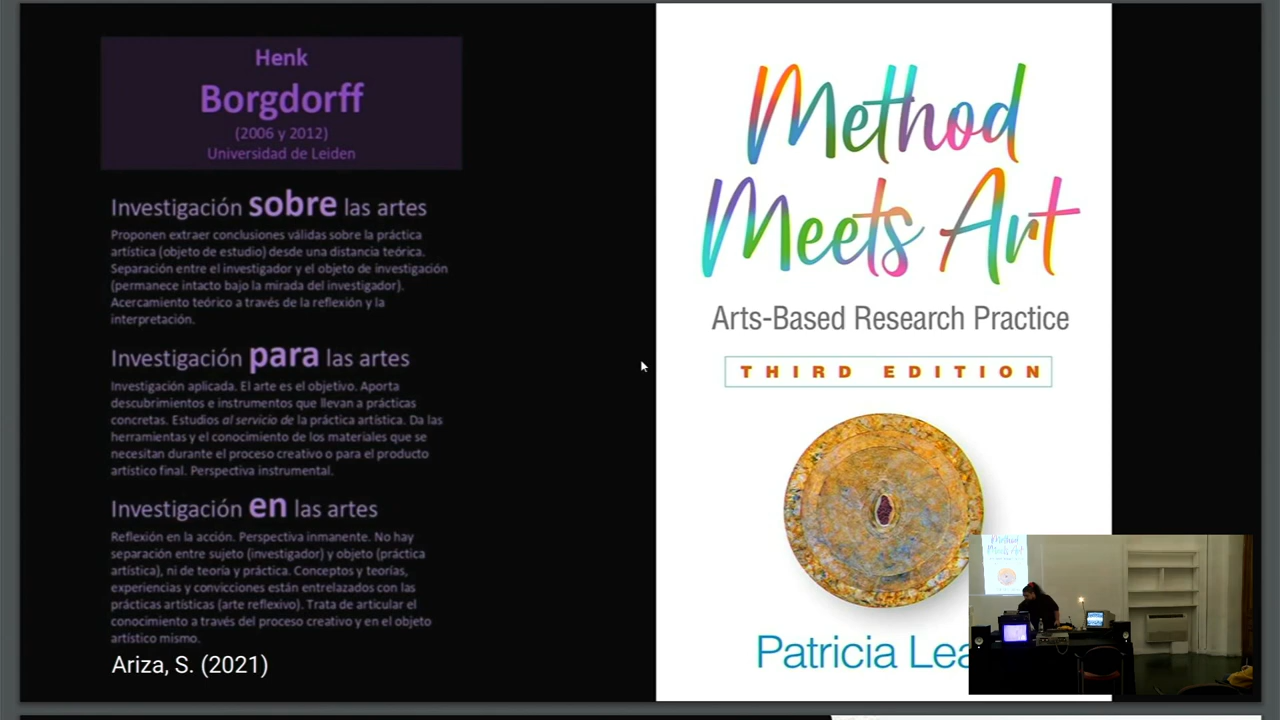 Henk
Borgdorff
(2006 y 2012)
Universidad de Leiden
Investigación sobre las artes
Proponen extraer conclusiones válidas sobre la práctica
artística (objeto de estudio) desde una distancia teórica.
Separación entre el investigador y el objeto de investigación
(permanece intacto bajo la mirada del investigador).
Acercamiento teórico a través de la reflexión y la
interpretación.
Investigación para las artes
Investigación aplicada. El arte es el objetivo. Aporta
descubrimientos e instrumentos que llevan a prácticas
concretas. Estudios al servicio de la práctica artística. Da las
herramientas y el conocimiento de los materiales que se
necesitan durante el proceso creativo o para el producto
artístico final. Perspectiva instrumental.
Investigación en las artes
Reflexión en la acción. Perspectiva inmanente. No hay
separación entre sujeto (investigador) y objeto (práctica
artística), ni de teoría y práctica. Conceptos y teorías,
experiencias y convicciones están entrelazados con las
prácticas artísticas (arte reflexivo). Trata de articular el
conocimiento a través del proceso creativo y en el objeto
artístico mismo.
Ariza, S. (2021)
Method
Meets Art
Arts-Based Research Practice
THIRD EDITION
Patricia Lea
Method
Meets Art